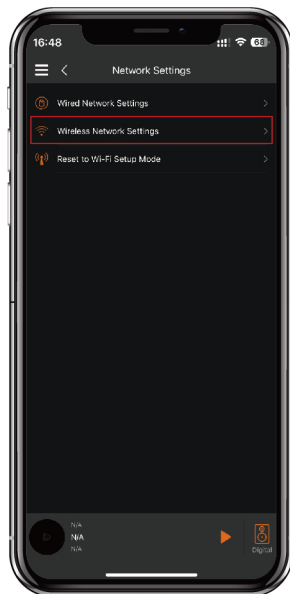 16:48
68
Network Settings
Wired Network Settings
Wireless Network Settings
Reset to Wi-Fi Setup Mode
N/A
N/A
N/A
Digital